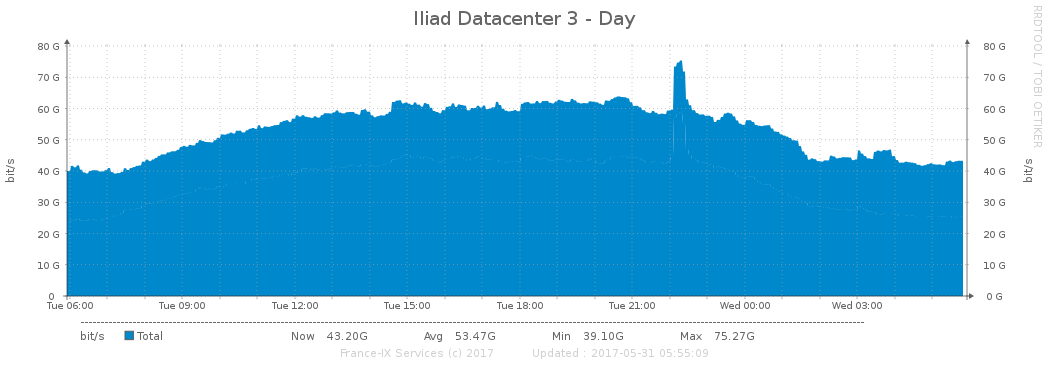 Iliad Datacenter 3 - Day
RRDTOOL / TOBI OETIKER
bit/s
80 G 80 G
70 G 70 G
60 G 60 G
50 G 50 G
40 G 40 G
30 G 30 G
20 G 20 G
10 G 10 G
0 0 G
bit/s
Tue 06:00 Tue 09:00 Tue 12:00 Tue 15:00 Tue 18:00 Tue 21:00 Wed 00:00 Wed 03:00
bit/s Total Now 43.20G Avg 53.47G Min 39.10G Max 75.27G
France-IX Services (c) 2017 Updated : 2017-05-31 05:55:09